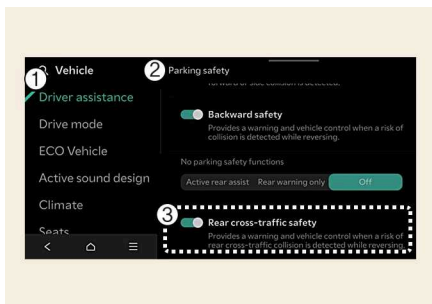 Vehicle
1
2 Parking safety
Driver assistance
forward or side collision is detected.
Backward safety
Drive mode
Provides a warning and vehicle control when a risk of
collision is detected while reversing.
ECO Vehicle
No parking safety functions
Active sound design
Active rear assist Rear warning only Off
Climate
3
Rear cross-traffic safety
Seats
Provides a warning and vehicle control when a risk of
rear cross-traffic collision is detected while reversing.